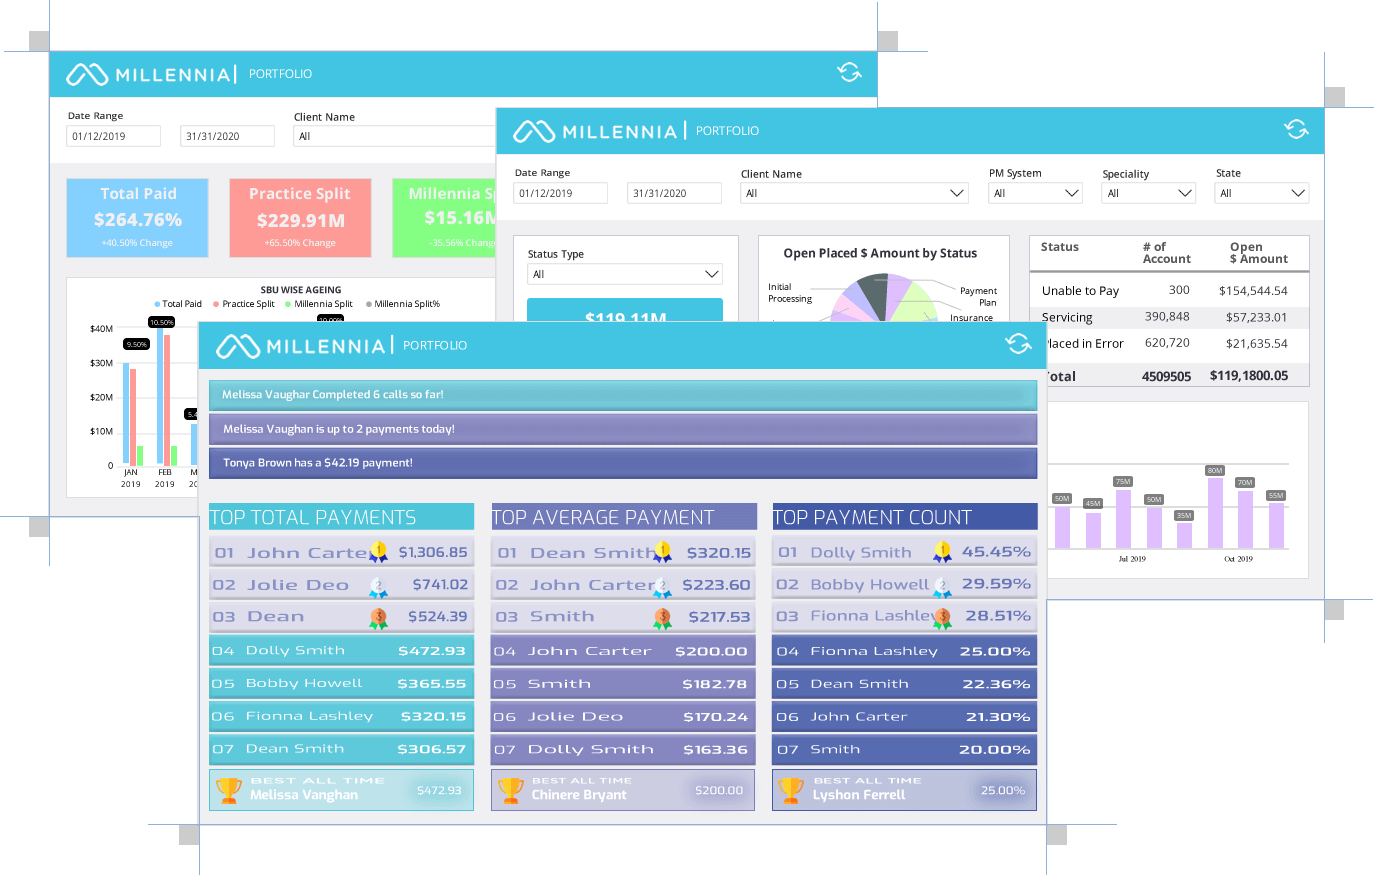 MILLENNIA | PORTFOLIO
Date Range
Client Name
01/12/2019
31/31/2020
All
Total Paid
$264.76%
+40.50% Change
Practice Split
$229.91M
+65.50% Change
Millennia
$15.16M
-35.56%
SBU WISE AGEING
Total Paid
Practice Split
Millennia Split
Millennia Split%
$40M
$30M
$20M
$10M
0
9.50%
10.50%
JAN
2019
FEB
2019
2019
MILLENNIA | PORTFOLIO
Date Range
Client Name
PM System
Speciality
State
01/12/2019
31/31/2020
All
All
All
All
Status Type
All
$119.11M
Open Placed $ Amount by Status
Initial
Processing
Payment
Plan
Insurance
Status # of Account Open $ Amount
Unable to Pay 300 $154,544.54
Servicing 390,848 $57,233.01
laced in Error 620,720 $21,635.54
otal 4509505 $119,1800.05
50M
45M
75M
50M
35M
80M
70M
55M
Jul 2019
Oct 2019
MILLENNIA | PORTFOLIO
Melissa Vaughar Completed 6 calls so far!
Melissa Vaughan is up to 2 payments today!
Tonya Brown has a $42.19 payment!
TOP TOTAL PAYMENTS
01 John Carter 1 $1,306.85
02 Jolie Deo 2 $741.02
03 Dean 3 $524.39
04 Dolly Smith $472.93
05 Bobby Howell $365.55
06 Fionna Lashley $320.15
07 Dean Smith $306.57
BEST ALL TIME
Melissa Vanghan $472.93
TOP AVERAGE PAYMENT
01 Dean Smith 1 $320.15
02 John Carter 2 $223.60
03 Smith 3 $217.53
04 John Carter $200.00
05 Smith $182.78
06 Jolie Deo $170.24
07 Dolly Smith $163.36
BEST ALL TIME
Chinere Bryant $200.00
TOP PAYMENT COUNT
01 Dolly Smith 1 45.45%
02 Bobby Howell 2 29.59%
03 Fionna Lashley 3 28.51%
04 Fionna Lashley 25.00%
05 Dean Smith 22.36%
06 John Carter 21.30%
07 Smith 20.00%
BEST ALL TIME
Lyshon Ferrell 25.00%